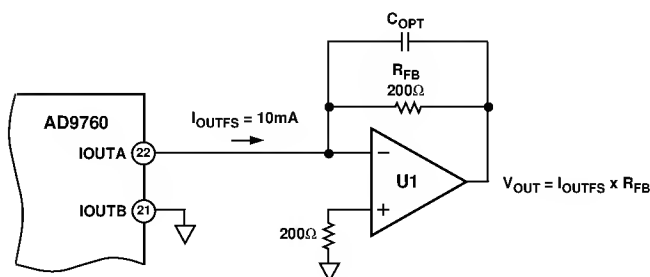 C_OPT
R_FB
200Ω
AD9760
I_OUTFS = 10mA
IOUTA 22
−
U1
V_OUT = I_OUTFS x R_FB
IOUTB 21
+
200Ω